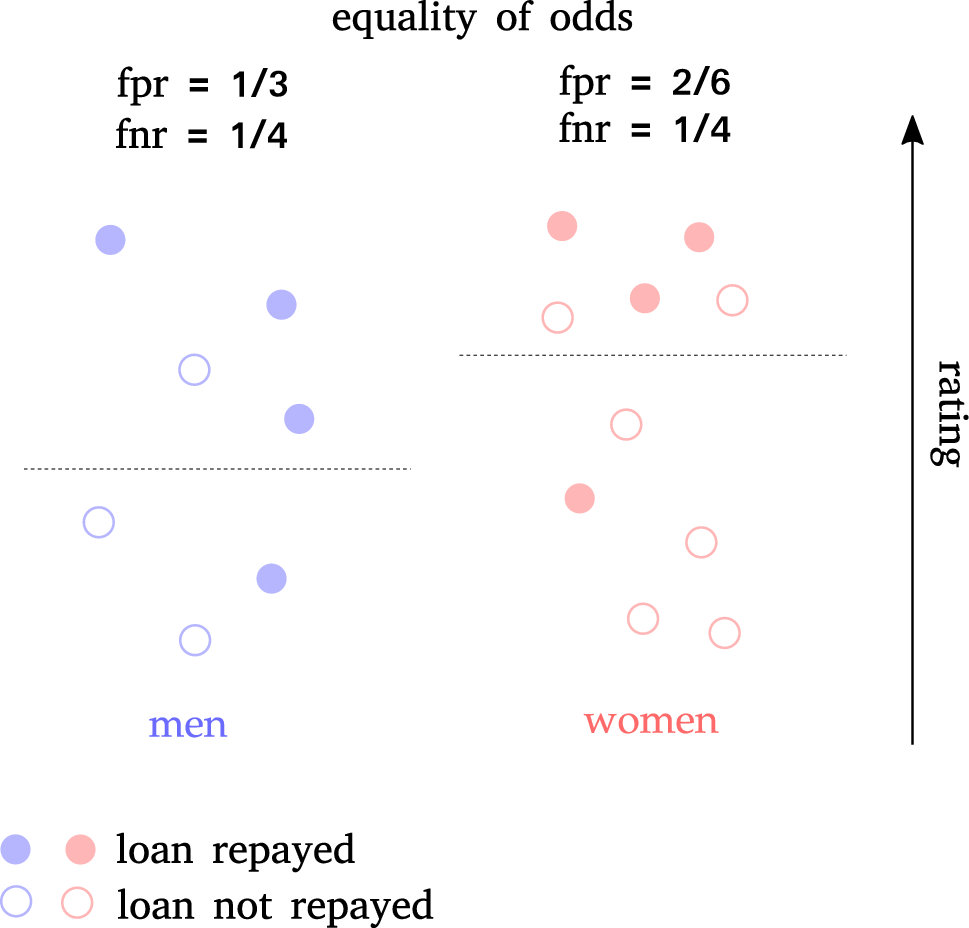 equality of odds
fpr = 1/3
fnr = 1/4
fpr = 2/6
fnr = 1/4
rating
men
women
loan repayed
loan not repayed